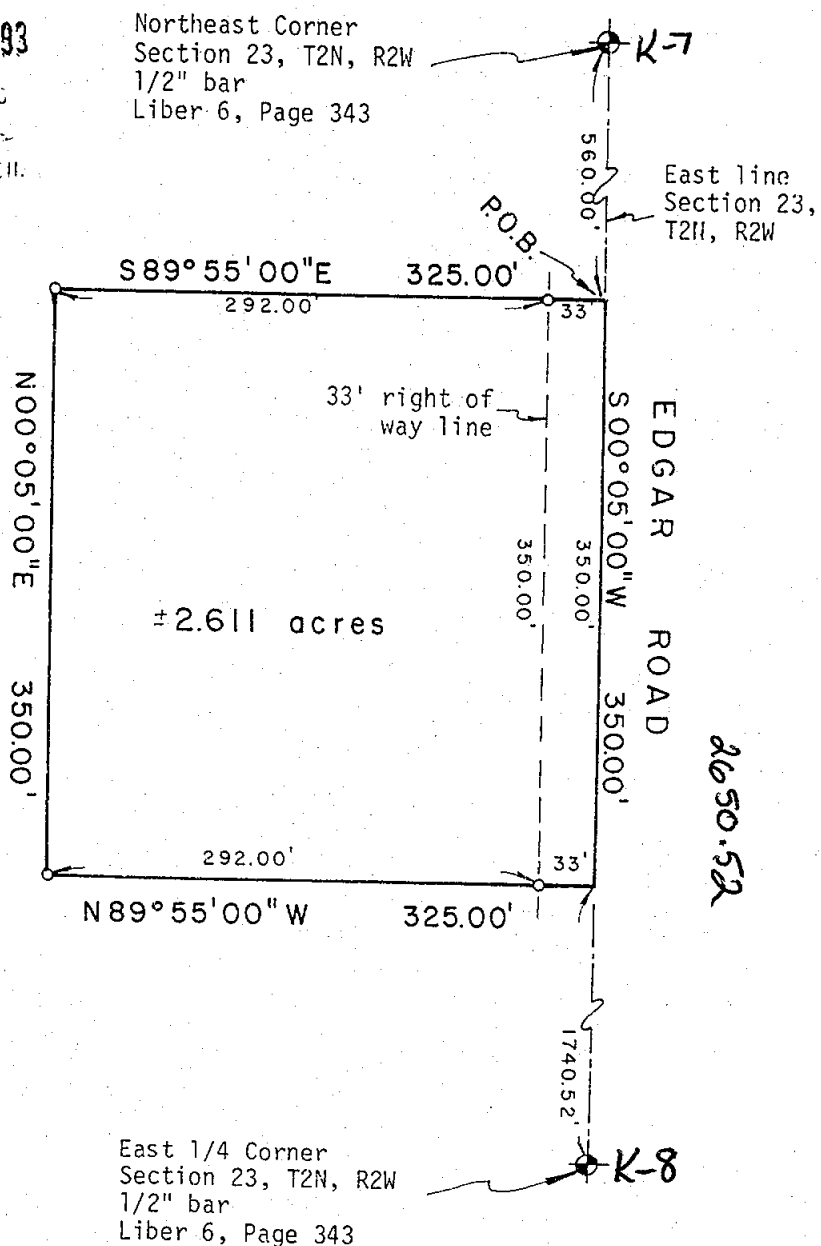 93
Northeast Corner
Section 23, T2N, R2W
1/2" bar
Liber 6, Page 343
K-7
560.00'
East line
Section 23,
T2N, R2W
P.O.B.
S89°55'00"E 325.00'
292.00'
33'
33' right of
way line
N00°05'00"E 350.00'
±2.611 acres
350.00'
350.00'
S00°05'00"W 350.00'
EDGAR ROAD
2650.52
292.00'
33'
N89°55'00"W 325.00'
1740.52'
East 1/4 Corner
Section 23, T2N, R2W
1/2" bar
Liber 6, Page 343
K-8